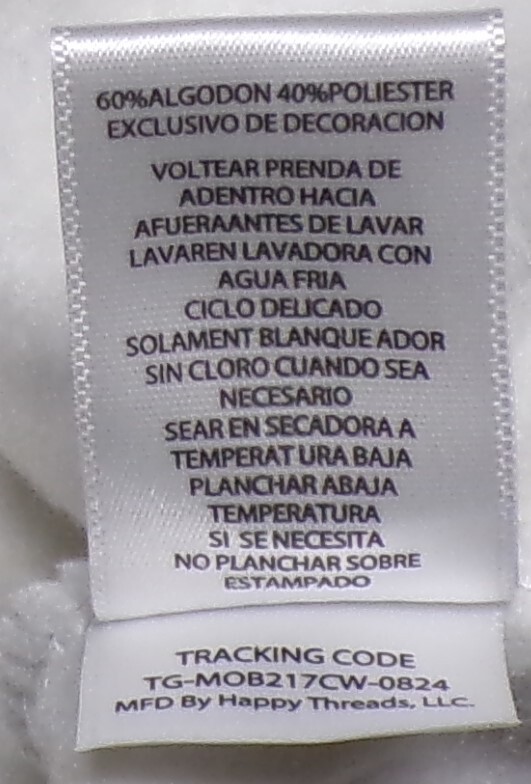 60%ALGODON 40%POLIESTER
EXCLUSIVO DE DECORACION
VOLTEAR PRENDA DE
ADENTRO HACIA
AFUERAANTES DE LAVAR
LAVAREN LAVADORA CON
AGUA FRIA
CICLO DELICADO
SOLAMENT BLANQUE ADOR
SIN CLORO CUANDO SEA
NECESARIO
SEAR EN SECADORA A
TEMPERAT URA BAJA
PLANCHAR ABAJA
TEMPERATURA
SI SE NECESITA
NO PLANCHAR SOBRE
ESTAMPADO
TRACKING CODE
TG-MOB217CW-0824
MFD By Happy Threads, LLC.